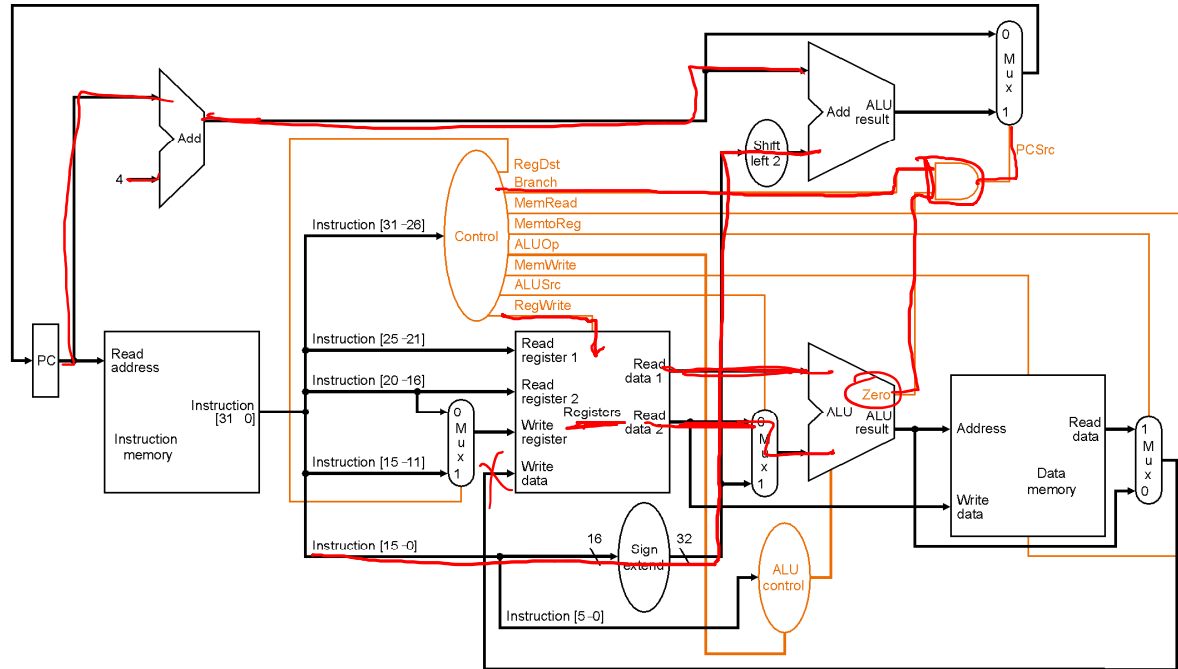 0
M
u
x
1
Add
ALU
result
Add
Shift
left 2
PCSrc
4
RegDst
Branch
MemRead
MemtoReg
ALUOp
MemWrite
ALUSrc
RegWrite
Control
Instruction [31–26]
PC
Read
address
Instruction
[31 0]
Instruction
memory
Instruction [25–21]
Instruction [20–16]
Instruction [15–11]
0
M
u
x
1
Read
register 1
Read
register 2
Write
register
Write
data
Registers
Read
data 1
Read
data 2
0
M
u
x
1
Zero
ALU
ALU
result
Address
Read
data
Write
data
Data
memory
1
M
u
x
0
Instruction [15–0]
16
Sign
extend
32
ALU
control
Instruction [5–0]